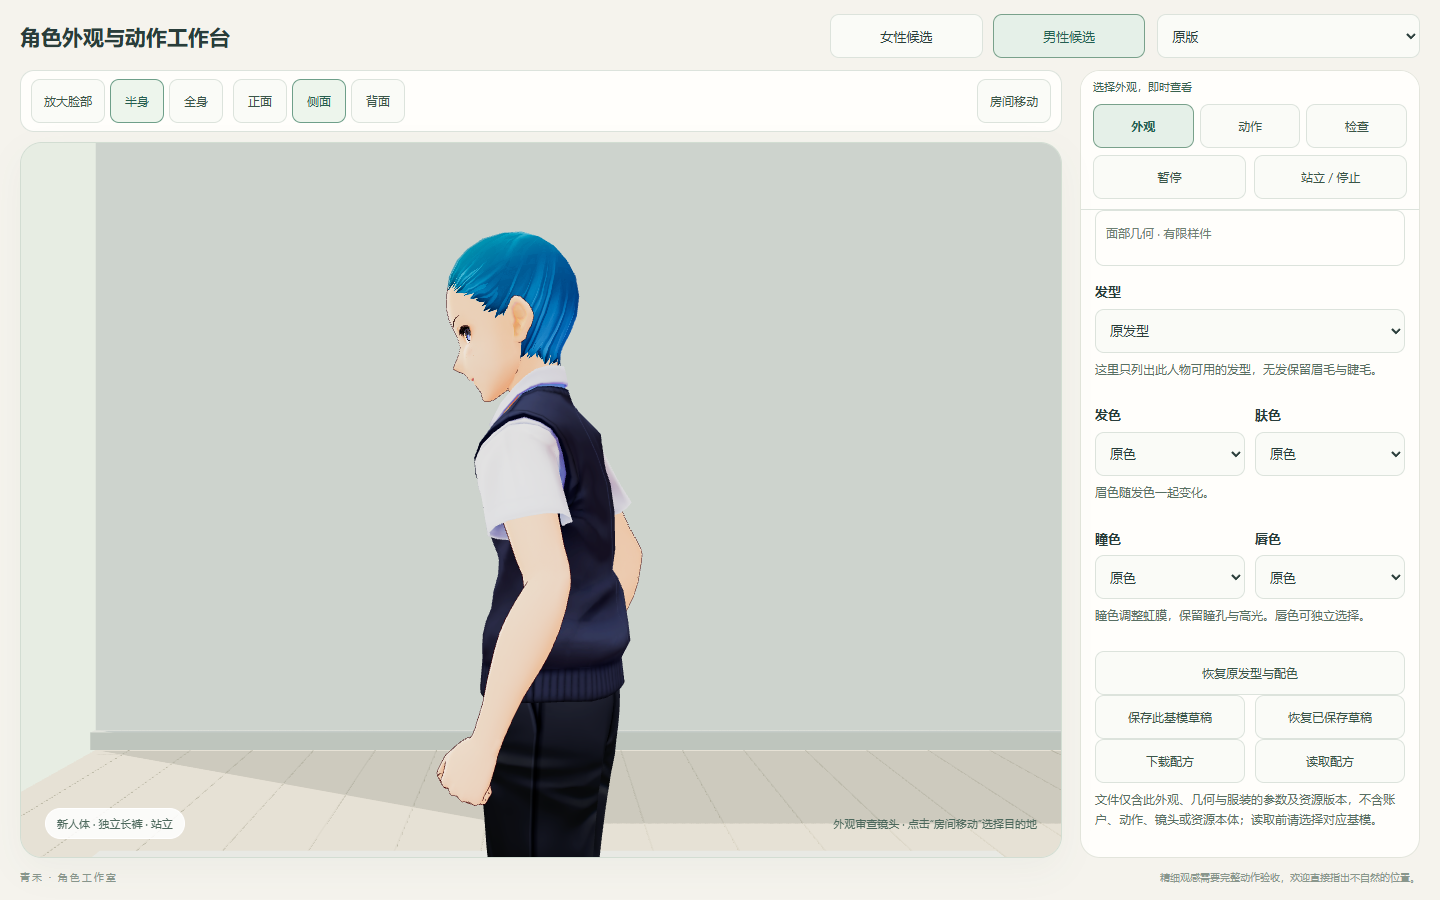 角色外观与动作工作台
女性候选
男性候选
原版
放大脸部
半身
全身
正面
侧面
背面
房间移动
选择外观，即时查看
外观
动作
检查
暂停
站立 / 停止
面部几何 · 有限样件
发型
原发型
这里只列出此人物可用的发型，无发保留眉毛与睫毛。
发色
肤色
原色
原色
眉色随发色一起变化。
瞳色
唇色
原色
原色
瞳色调整虹膜，保留瞳孔与高光。唇色可独立选择。
恢复原发型与配色
保存此基模草稿
恢复已保存草稿
下载配方
读取配方
文件仅含此外观、几何与服装的参数及资源版本，不含账
户、动作、镜头或资源本体；读取前请选择对应基模。
新人体 · 独立长裤 · 站立
外观审查镜头 · 点击“房间移动”选择目的地
青禾 · 角色工作室
精细观感需要完整动作验收，欢迎直接指出不自然的位置。